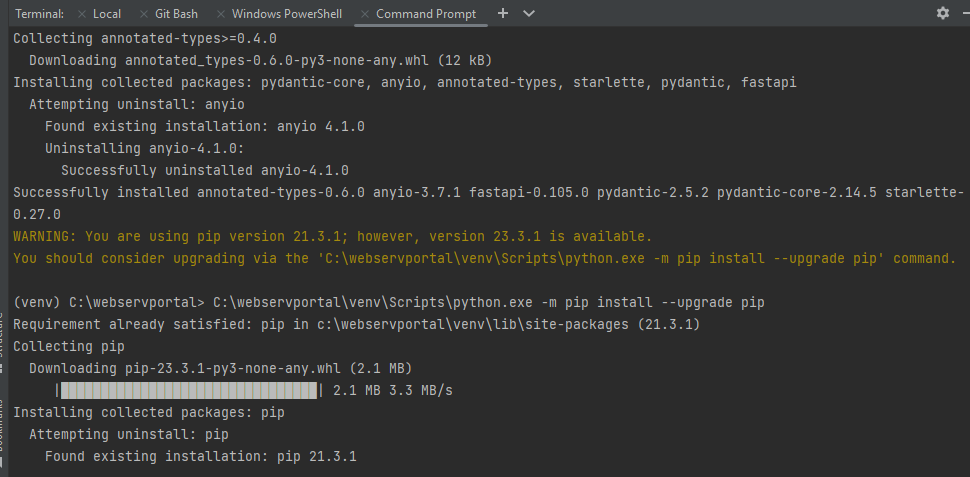 Terminal: Local Git Bash Windows PowerShell Command Prompt
Collecting annotated-types>=0.4.0
  Downloading annotated_types-0.6.0-py3-none-any.whl (12 kB)
Installing collected packages: pydantic-core, anyio, annotated-types, starlette, pydantic, fastapi
  Attempting uninstall: anyio
    Found existing installation: anyio 4.1.0
    Uninstalling anyio-4.1.0:
      Successfully uninstalled anyio-4.1.0
Successfully installed annotated-types-0.6.0 anyio-3.7.1 fastapi-0.105.0 pydantic-2.5.2 pydantic-core-2.14.5 starlette-
0.27.0
WARNING: You are using pip version 21.3.1; however, version 23.3.1 is available.
You should consider upgrading via the 'C:\webservportal\venv\Scripts\python.exe -m pip install --upgrade pip' command.
(venv) C:\webservportal> C:\webservportal\venv\Scripts\python.exe -m pip install --upgrade pip
Requirement already satisfied: pip in c:\webservportal\venv\lib\site-packages (21.3.1)
Collecting pip
  Downloading pip-23.3.1-py3-none-any.whl (2.1 MB)
     |████████████████████████████████| 2.1 MB 3.3 MB/s
Installing collected packages: pip
  Attempting uninstall: pip
    Found existing installation: pip 21.3.1